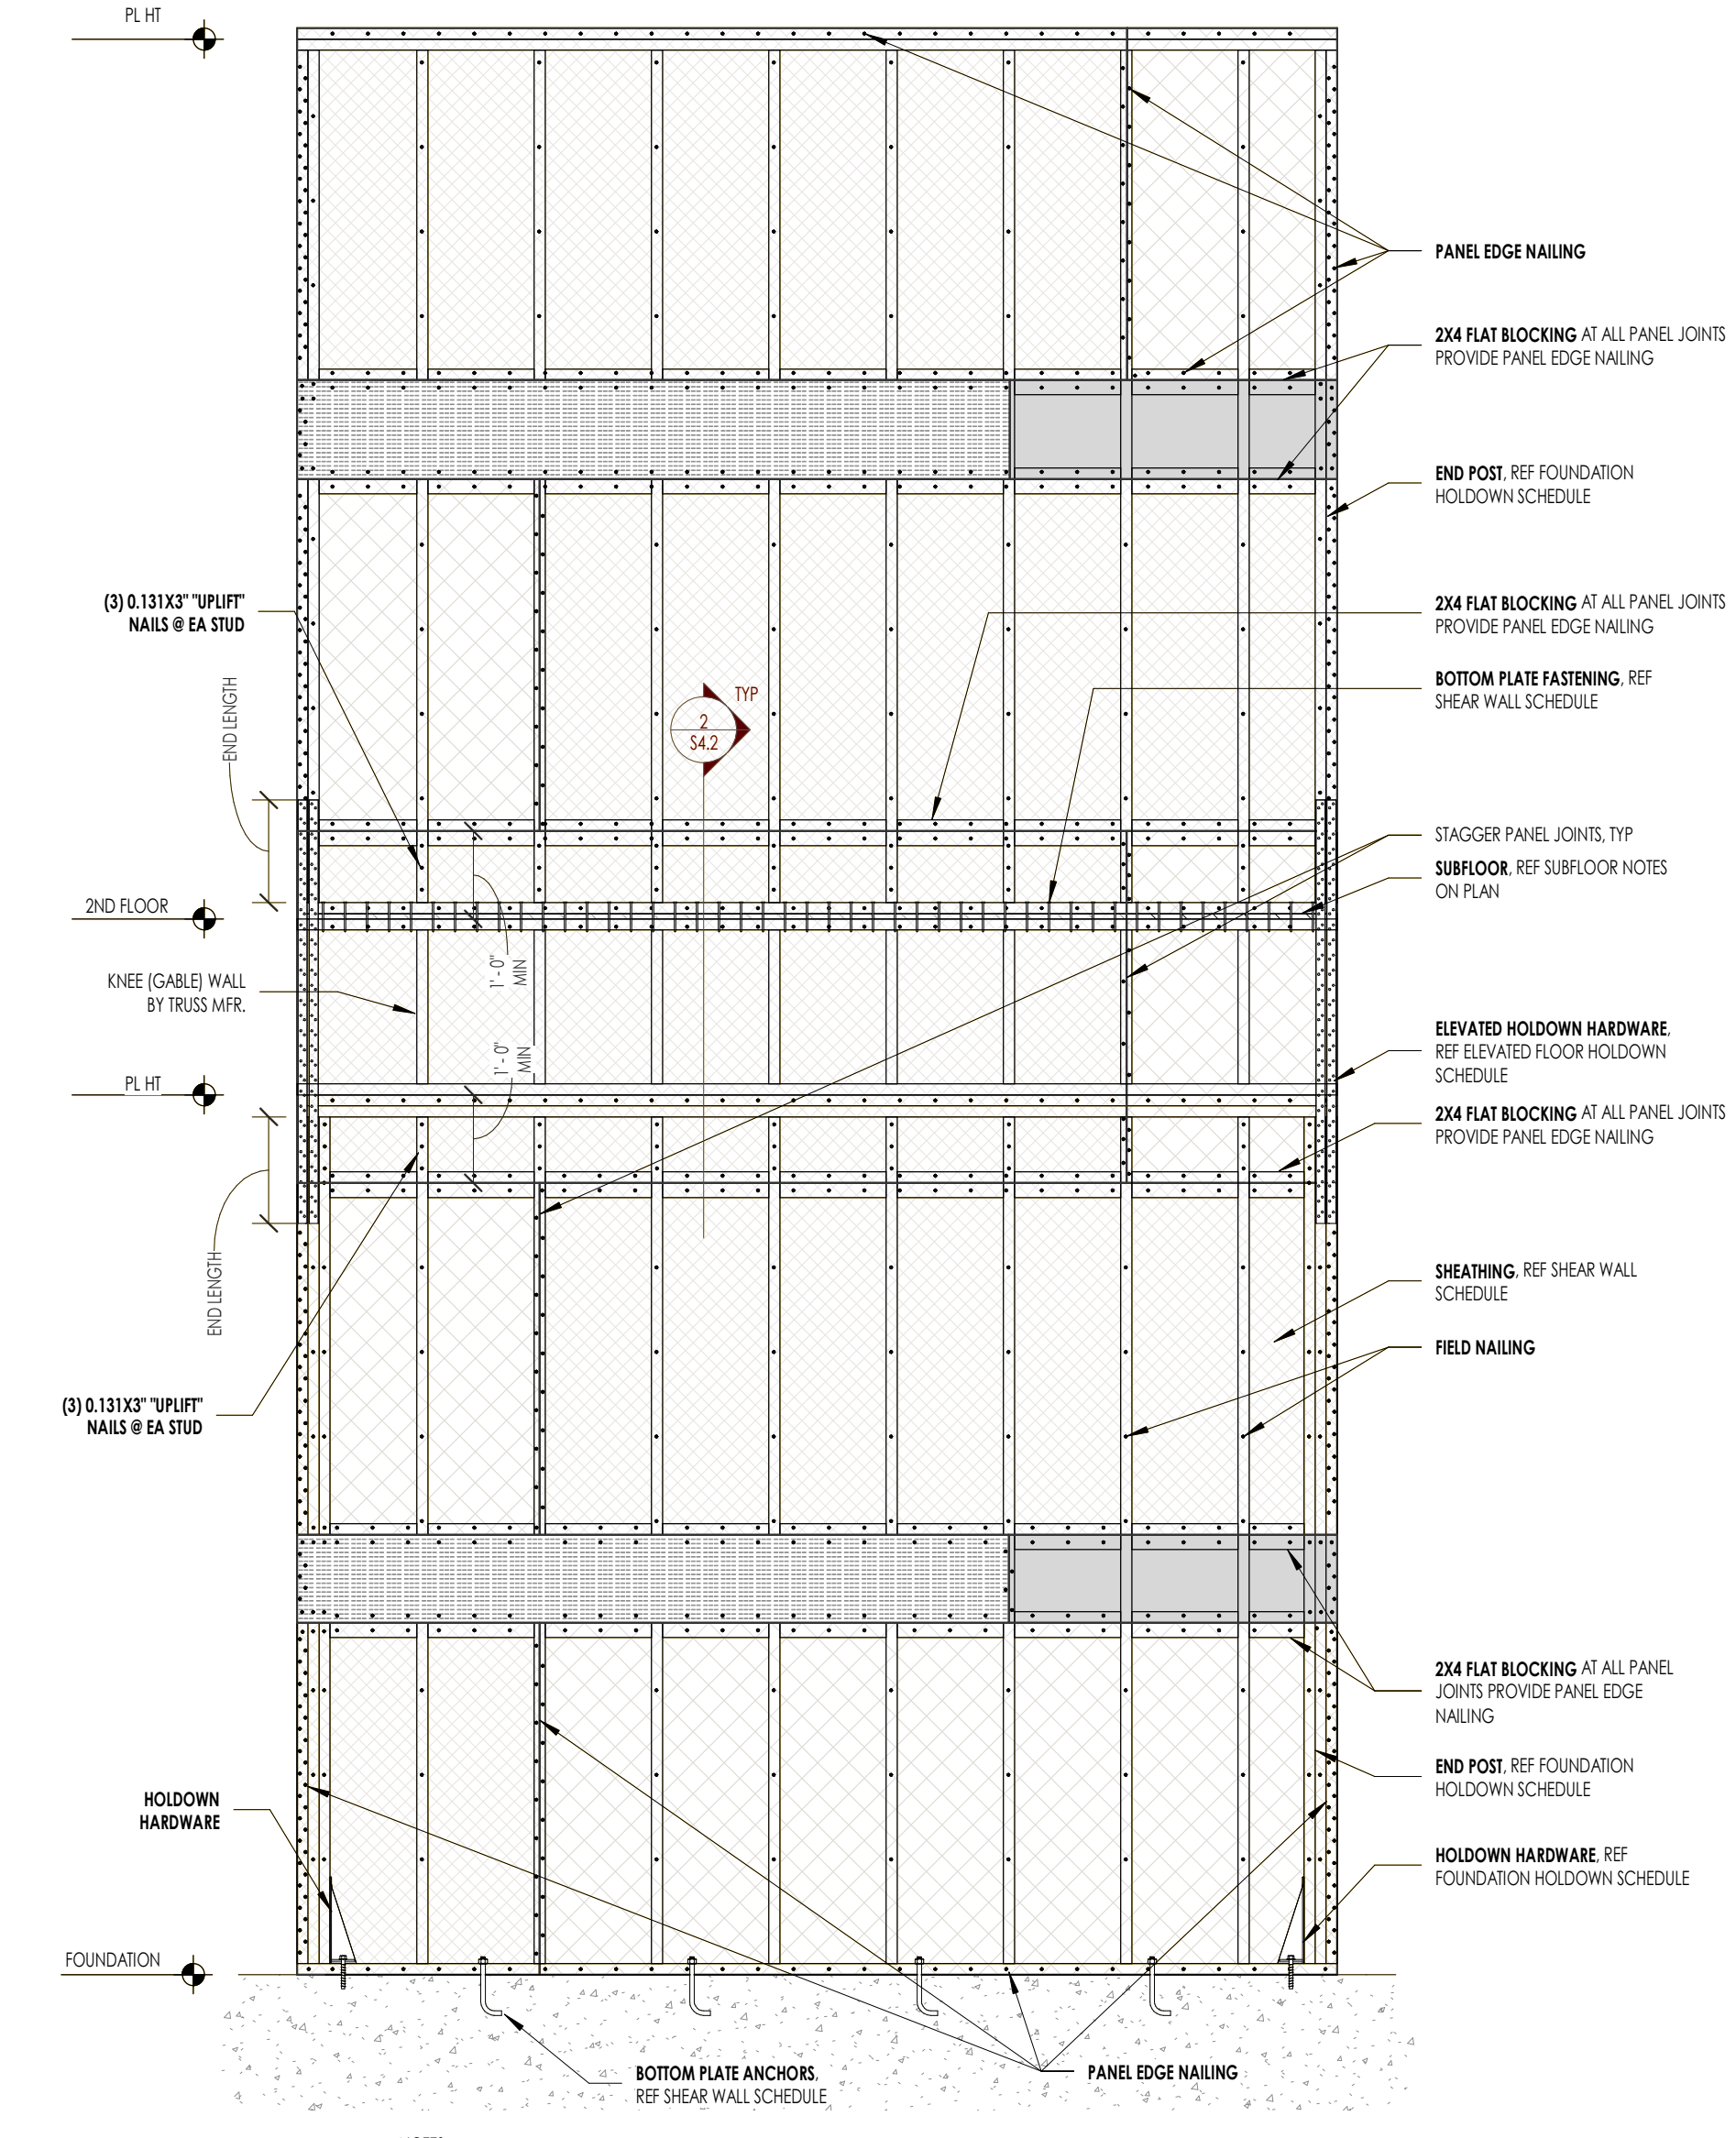 PL HT
PANEL EDGE NAILING
2X4 FLAT BLOCKING AT ALL PANEL JOINTS
PROVIDE PANEL EDGE NAILING
END POST, REF FOUNDATION
HOLDOWN SCHEDULE
(3) 0.131X3" "UPLIFT"
NAILS @ EA STUD
2X4 FLAT BLOCKING AT ALL PANEL JOINTS
PROVIDE PANEL EDGE NAILING
END LENGTH
TYP
2
S4.2
BOTTOM PLATE FASTENING, REF
SHEAR WALL SCHEDULE
STAGGER PANEL JOINTS, TYP
SUBFLOOR, REF SUBFLOOR NOTES
ON PLAN
2ND FLOOR
1' - 0"
MIN
KNEE (GABLE) WALL
BY TRUSS MFR.
1' - 0"
MIN
ELEVATED HOLDOWN HARDWARE,
REF ELEVATED FLOOR HOLDOWN
SCHEDULE
PL HT
2X4 FLAT BLOCKING AT ALL PANEL JOINTS
PROVIDE PANEL EDGE NAILING
END LENGTH
SHEATHING, REF SHEAR WALL
SCHEDULE
FIELD NAILING
(3) 0.131X3" "UPLIFT"
NAILS @ EA STUD
2X4 FLAT BLOCKING AT ALL PANEL
JOINTS PROVIDE PANEL EDGE
NAILING
END POST, REF FOUNDATION
HOLDOWN SCHEDULE
HOLDOWN
HARDWARE
HOLDOWN HARDWARE, REF
FOUNDATION HOLDOWN SCHEDULE
FOUNDATION
BOTTOM PLATE ANCHORS,
REF SHEAR WALL SCHEDULE
PANEL EDGE NAILING